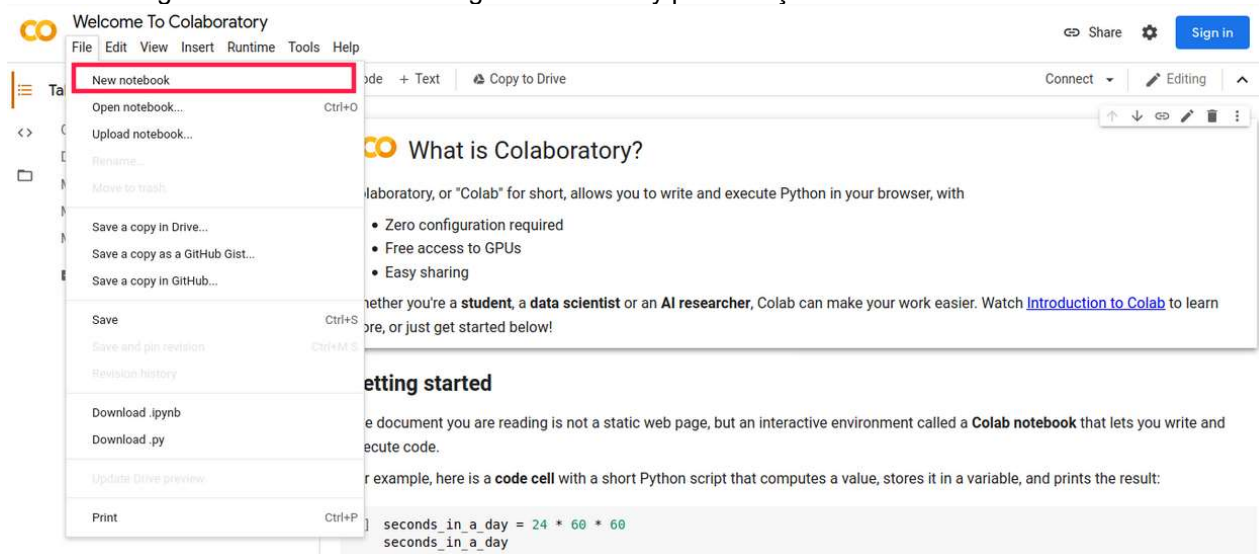 Welcome To Colaboratory
File Edit View Insert Runtime Tools Help
Share
Sign in
+ Text
Copy to Drive
Connect
Editing
New notebook
Open notebook... Ctrl+O
Upload notebook...
Rename...
Move to trash
Save a copy in Drive...
Save a copy as a GitHub Gist...
Save a copy in GitHub...
Save Ctrl+S
Save and pin revision Ctrl+M S
Revision history
Download .ipynb
Download .py
Update Drive preview
Print Ctrl+P
What is Colaboratory?
laboratory, or "Colab" for short, allows you to write and execute Python in your browser, with
• Zero configuration required
• Free access to GPUs
• Easy sharing
hether you're a student, a data scientist or an AI researcher, Colab can make your work easier. Watch Introduction to Colab to learn
ore, or just get started below!
etting started
e document you are reading is not a static web page, but an interactive environment called a Colab notebook that lets you write and
ecute code.
r example, here is a code cell with a short Python script that computes a value, stores it in a variable, and prints the result:
] seconds_in_a_day = 24 * 60 * 60
seconds_in_a_day